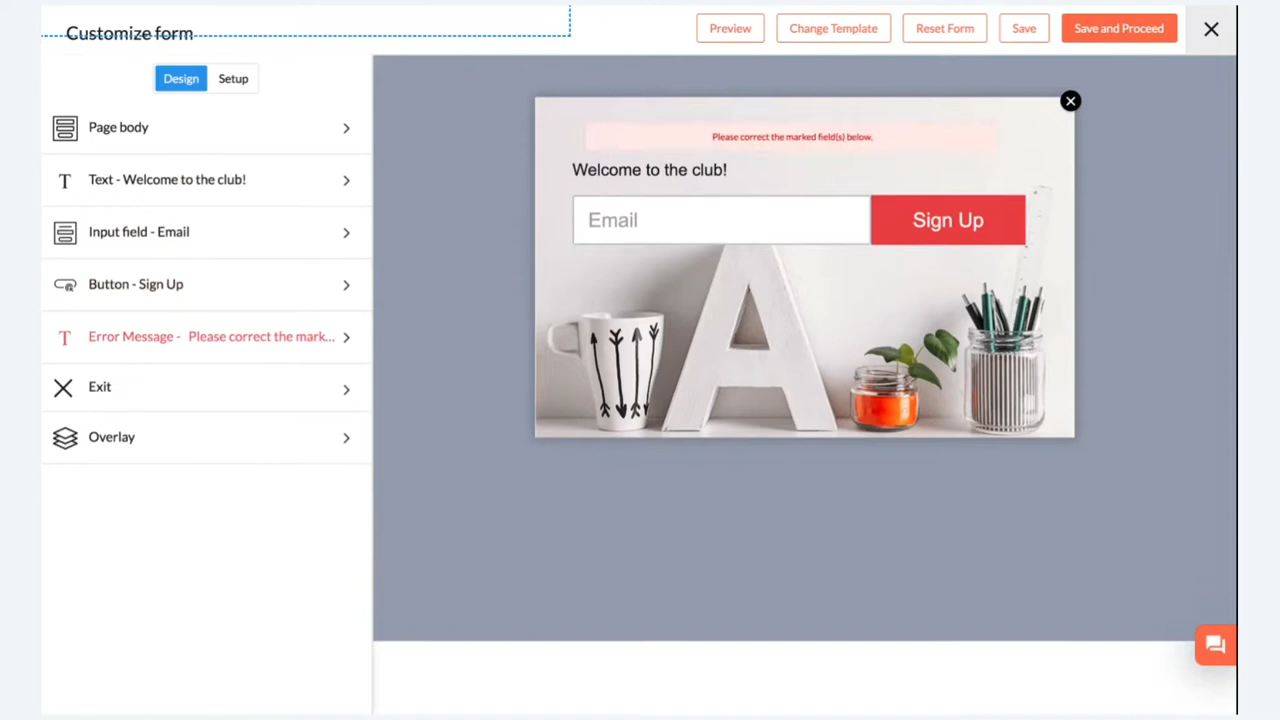 Customize form
Preview
Change Template
Reset Form
Save
Save and Proceed
Design
Setup
Page body
Text - Welcome to the club!
Input field - Email
Button - Sign Up
Error Message - Please correct the mark...
Exit
Overlay
Please correct the marked field(s) below.
Welcome to the club!
Email
Sign Up
A